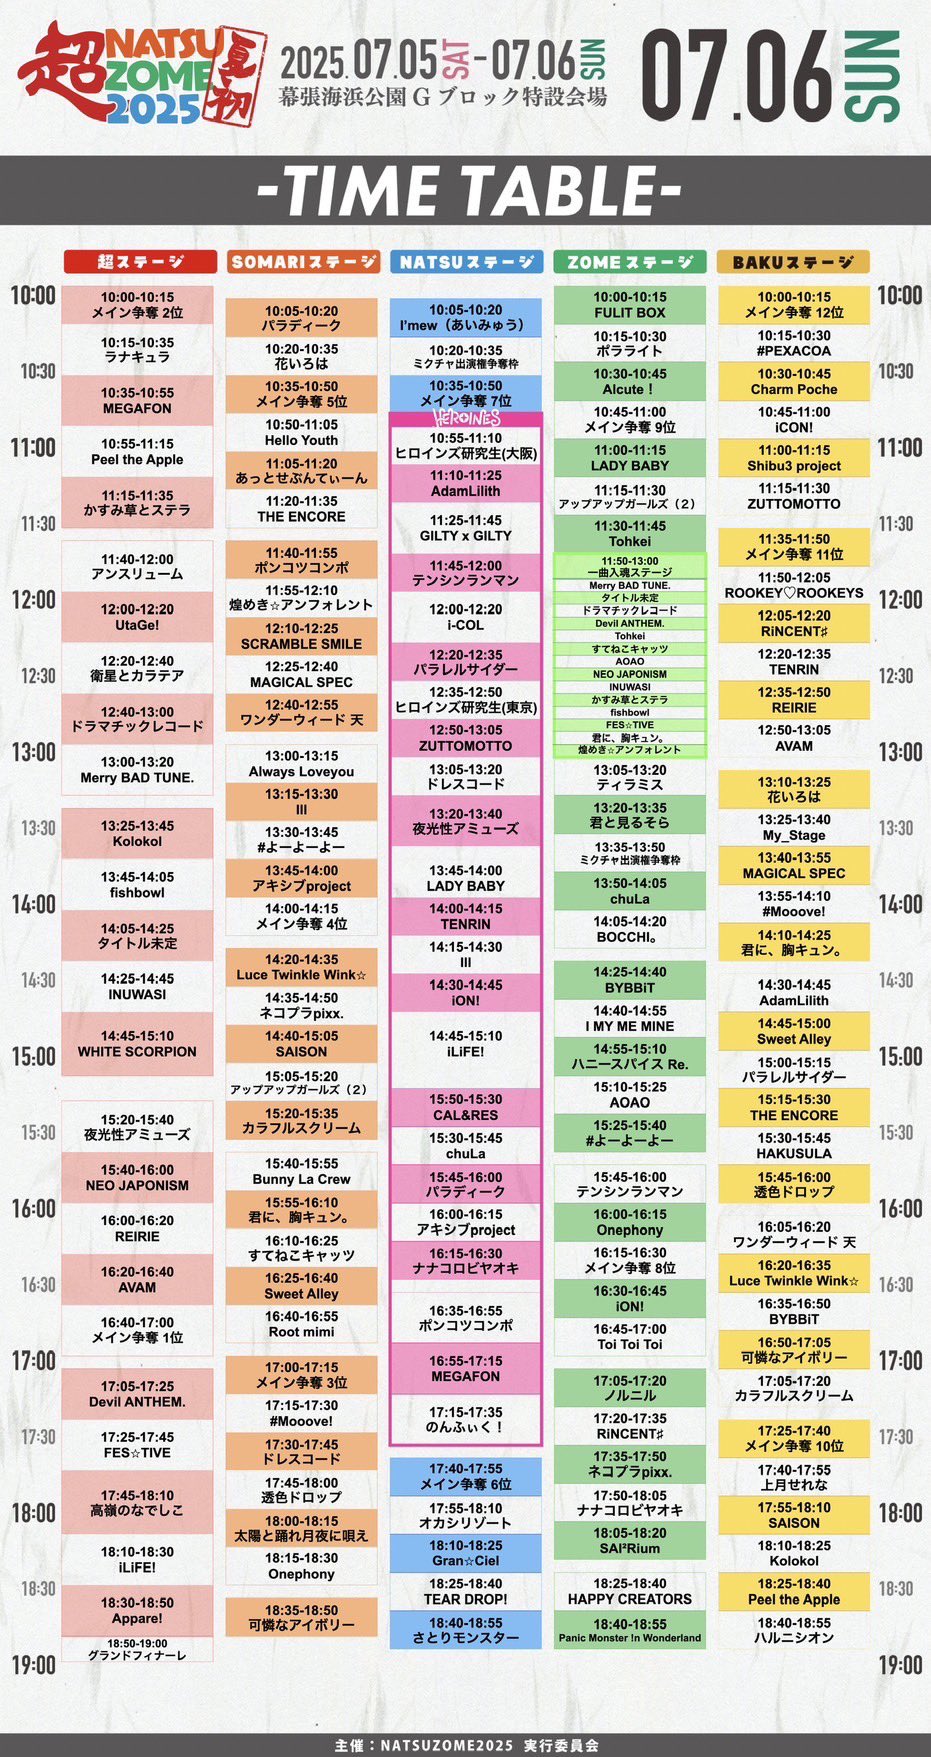 超 NATSU
ZOME
2025
夏初
2025.07.05 SAT - 07.06 SUN
幕張海浜公園 G ブロック特設会場
07.06 SUN
-TIME TABLE-
超ステージ
10:00-10:15
メイン争奪 2位
10:15-10:35
ラナキュラ
10:35-10:55
MEGAFON
10:55-11:15
Peel the Apple
11:15-11:35
かすみ草とステラ
11:40-12:00
アンスリューム
12:00-12:20
UtaGe!
12:20-12:40
衛星とカラテア
12:40-13:00
ドラマチックレコード
13:00-13:20
Merry BAD TUNE.
13:25-13:45
Kolokol
13:45-14:05
fishbowl
14:05-14:25
タイトル未定
14:25-14:45
INUWASI
14:45-15:10
WHITE SCORPION
15:20-15:40
夜光性アミューズ
15:40-16:00
NEO JAPONISM
16:00-16:20
REIRIE
16:20-16:40
AVAM
16:40-17:00
メイン争奪 1位
17:05-17:25
Devil ANTHEM.
17:25-17:45
FES☆TIVE
17:45-18:10
高嶺のなでしこ
18:10-18:30
iLiFE!
18:30-18:50
Appare!
18:50-19:00
グランドフィナーレ
SOMARIステージ
10:05-10:20
パラディーク
10:20-10:35
花いろは
10:35-10:50
メイン争奪 5位
10:50-11:05
Hello Youth
11:05-11:20
あっとせぶんてぃーん
11:20-11:35
THE ENCORE
11:40-11:55
ポンコツコンポ
11:55-12:10
煌めき☆アンフォレント
12:10-12:25
SCRAMBLE SMILE
12:25-12:40
MAGICAL SPEC
12:40-12:55
ワンダーウィード 天
13:00-13:15
Always Loveyou
13:15-13:30
III
13:30-13:45
#よーよーよー
13:45-14:00
アキシブproject
14:00-14:15
メイン争奪 4位
14:20-14:35
Luce Twinkle Wink☆
14:35-14:50
ネコプラpixx.
14:40-15:05
SAISON
15:05-15:20
アップアップガールズ（2）
15:20-15:35
カラフルスクリーム
15:40-15:55
Bunny La Crew
15:55-16:10
君に、胸キュン。
16:10-16:25
すてねこキャッツ
16:25-16:40
Sweet Alley
16:40-16:55
Root mimi
17:00-17:15
メイン争奪 3位
17:15-17:30
#Mooove!
17:30-17:45
ドレスコード
17:45-18:00
透色ドロップ
18:00-18:15
太陽と踊れ月夜に唄え
18:15-18:30
Onephony
18:35-18:50
可憐なアイボリー
NATSUステージ
10:05-10:20
I'mew（あいみゅう）
10:20-10:35
ミクチャ出演権争奪枠
10:35-10:50
メイン争奪 7位
HEROINES
10:55-11:10
ヒロインズ研究生(大阪)
11:10-11:25
AdamLilith
11:25-11:45
GILTY x GILTY
11:45-12:00
テンシンランマン
12:00-12:20
i-COL
12:20-12:35
パラレルサイダー
12:35-12:50
ヒロインズ研究生(東京)
12:50-13:05
ZUTTOMOTTO
13:05-13:20
ドレスコード
13:20-13:40
夜光性アミューズ
13:45-14:00
LADY BABY
14:00-14:15
TENRIN
14:15-14:30
III
14:30-14:45
iON!
14:45-15:10
iLiFE!
15:50-15:30
CAL&RES
15:30-15:45
chuLa
15:45-16:00
パラディーク
16:00-16:15
アキシブproject
16:15-16:30
ナナコロビヤオキ
16:35-16:55
ポンコツコンポ
16:55-17:15
MEGAFON
17:15-17:35
のんふぃく！
17:40-17:55
メイン争奪 6位
17:55-18:10
オカシリゾート
18:10-18:25
Gran☆Ciel
18:25-18:40
TEAR DROP!
18:40-18:55
さとりモンスター
ZOMEステージ
10:00-10:15
FULIT BOX
10:15-10:30
ポラライト
10:30-10:45
Alcute！
10:45-11:00
メイン争奪 9位
11:00-11:15
LADY BABY
11:15-11:30
アップアップガールズ（2）
11:30-11:45
Tohkei
11:50-13:00
一曲入魂ステージ
Merry BAD TUNE.
タイトル未定
ドラマチックレコード
Devil ANTHEM.
Tohkei
すてねこキャッツ
AOAO
NEO JAPONISM
INUWASI
かすみ草とステラ
fishbowl
FES☆TIVE
君に、胸キュン。
煌めき☆アンフォレント
13:05-13:20
ティラミス
13:20-13:35
君と見るそら
13:35-13:50
ミクチャ出演権争奪枠
13:50-14:05
chuLa
14:05-14:20
BOCCHI。
14:25-14:40
BYBBiT
14:40-14:55
I MY ME MINE
14:55-15:10
ハニースパイス Re.
15:10-15:25
AOAO
15:25-15:40
#よーよーよー
15:45-16:00
テンシンランマン
16:00-16:15
Onephony
16:15-16:30
メイン争奪 8位
16:30-16:45
iON!
16:45-17:00
Toi Toi Toi
17:05-17:20
ノルニル
17:20-17:35
RiNCENT♯
17:35-17:50
ネコプラpixx.
17:50-18:05
ナナコロビヤオキ
18:05-18:20
SAI²Rium
18:25-18:40
HAPPY CREATORS
18:40-18:55
Panic Monster !n Wonderland
BAKUステージ
10:00-10:15
メイン争奪 12位
10:15-10:30
#PEXACOA
10:30-10:45
Charm Poche
10:45-11:00
iCON!
11:00-11:15
Shibu3 project
11:15-11:30
ZUTTOMOTTO
11:35-11:50
メイン争奪 11位
11:50-12:05
ROOKEY♡ROOKEYS
12:05-12:20
RiNCENT♯
12:20-12:35
TENRIN
12:35-12:50
REIRIE
12:50-13:05
AVAM
13:10-13:25
花いろは
13:25-13:40
My_Stage
13:40-13:55
MAGICAL SPEC
13:55-14:10
#Mooove!
14:10-14:25
君に、胸キュン。
14:30-14:45
AdamLilith
14:45-15:00
Sweet Alley
15:00-15:15
パラレルサイダー
15:15-15:30
THE ENCORE
15:30-15:45
HAKUSULA
15:45-16:00
透色ドロップ
16:05-16:20
ワンダーウィード 天
16:20-16:35
Luce Twinkle Wink☆
16:35-16:50
BYBBiT
16:50-17:05
可憐なアイボリー
17:05-17:20
カラフルスクリーム
17:25-17:40
メイン争奪 10位
17:40-17:55
上月せれな
17:55-18:10
SAISON
18:10-18:25
Kolokol
18:25-18:40
Peel the Apple
18:40-18:55
ハルニシオン
10:00
10:30
11:00
11:30
12:00
12:30
13:00
13:30
14:00
14:30
15:00
15:30
16:00
16:30
17:00
17:30
18:00
18:30
19:00
10:00
10:30
11:00
11:30
12:00
12:30
13:00
13:30
14:00
14:30
15:00
15:30
16:00
16:30
17:00
17:30
18:00
18:30
19:00
主催：NATSUZOME2025 実行委員会